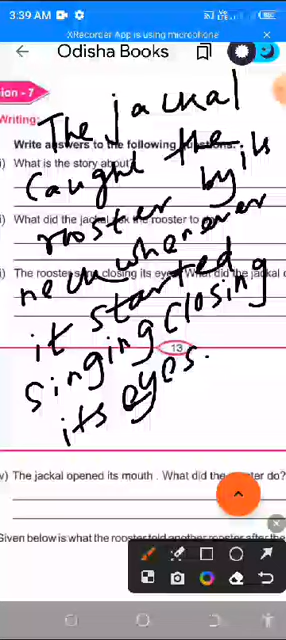 3:39 AM
XRecorder App is using microphone
Odisha Books
ion - 7
Writing:
Write answers to the following questions.
What is the story about?
What did the jackal ask the rooster to
The rooster closing its eyes What did the jackal
The jackal
caught the
rooster by its
neck whenever
it started
singing closing
its eyes.
13
The jackal opened its mouth . What did the rooster do?
Given below is what the rooster told another rooster after the